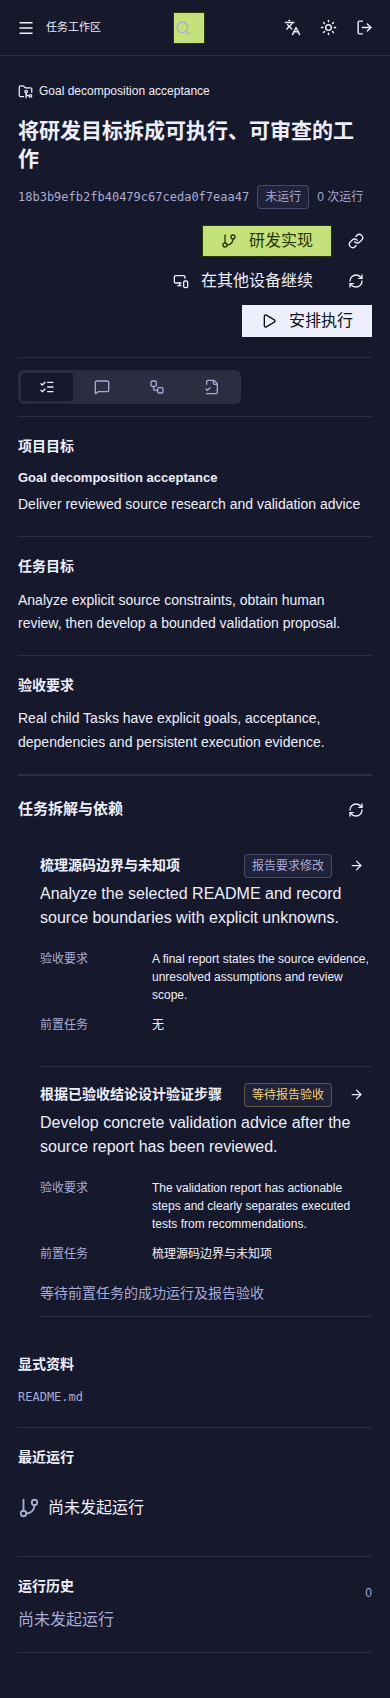 任务工作区
Goal decomposition acceptance
将研发目标拆成可执行、可审查的工
作
18b3b9efb2fb40479c67ceda0f7eaa47 未运行 0 次运行
研发实现
在其他设备继续
安排执行
项目目标
Goal decomposition acceptance
Deliver reviewed source research and validation advice
任务目标
Analyze explicit source constraints, obtain human
review, then develop a bounded validation proposal.
验收要求
Real child Tasks have explicit goals, acceptance,
dependencies and persistent execution evidence.
任务拆解与依赖
梳理源码边界与未知项 报告要求修改
Analyze the selected README and record
source boundaries with explicit unknowns.
验收要求 A final report states the source evidence,
unresolved assumptions and review
scope.
前置任务 无
根据已验收结论设计验证步骤 等待报告验收
Develop concrete validation advice after the
source report has been reviewed.
验收要求 The validation report has actionable
steps and clearly separates executed
tests from recommendations.
前置任务 梳理源码边界与未知项
等待前置任务的成功运行及报告验收
显式资料
README.md
最近运行
尚未发起运行
运行历史 0
尚未发起运行